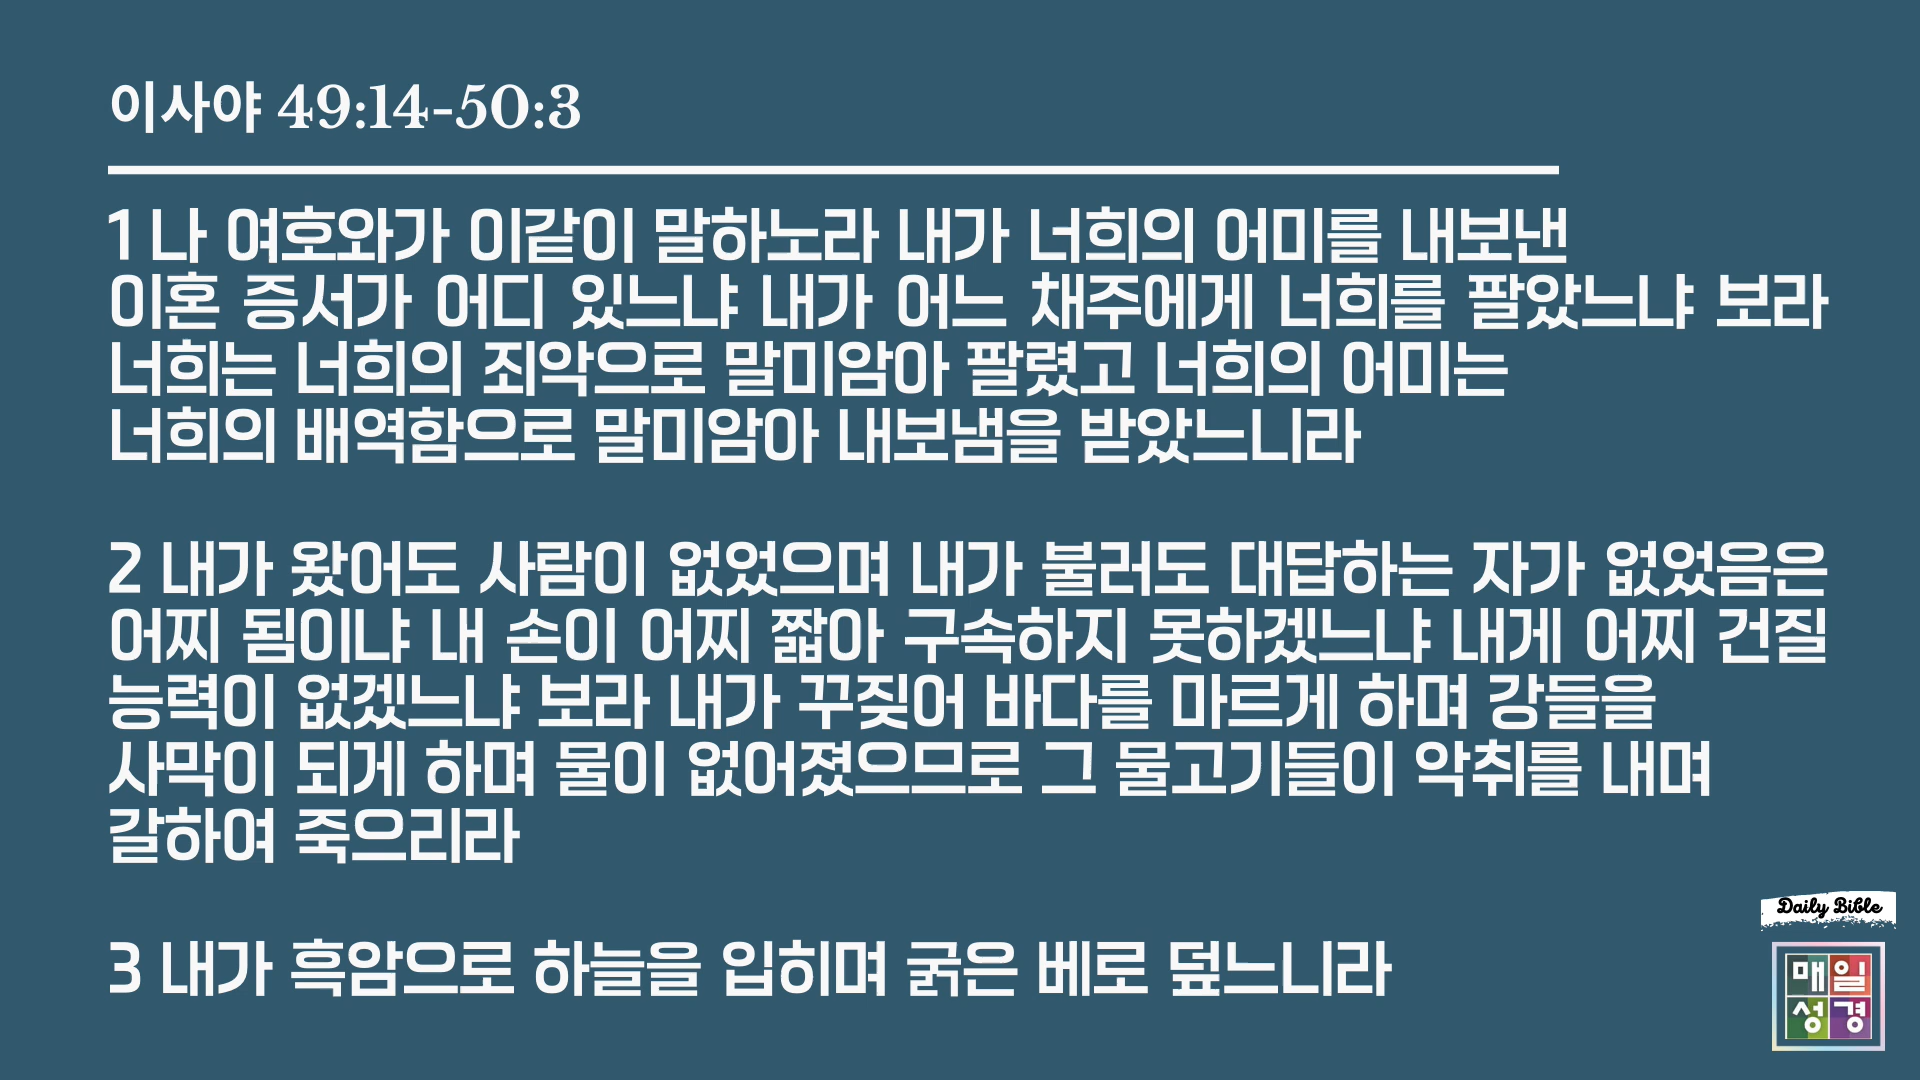 이사야 49:14-50:3
1 나 여호와가 이같이 말하노라 내가 너희의 어미를 내보낸
이혼 증서가 어디 있느냐 내가 어느 채주에게 너희를 팔았느냐 보라
너희는 너희의 죄악으로 말미암아 팔렸고 너희의 어미는
너희의 배역함으로 말미암아 내보냄을 받았느니라
2 내가 왔어도 사람이 없었으며 내가 불러도 대답하는 자가 없었음은
어찌 됨이냐 내 손이 어찌 짧아 구속하지 못하겠느냐 내게 어찌 건질
능력이 없겠느냐 보라 내가 꾸짖어 바다를 마르게 하며 강들을
사막이 되게 하며 물이 없어졌으므로 그 물고기들이 악취를 내며
갈하여 죽으리라
3 내가 흑암으로 하늘을 입히며 굵은 베로 덮느니라
Daily Bible
매일
성경